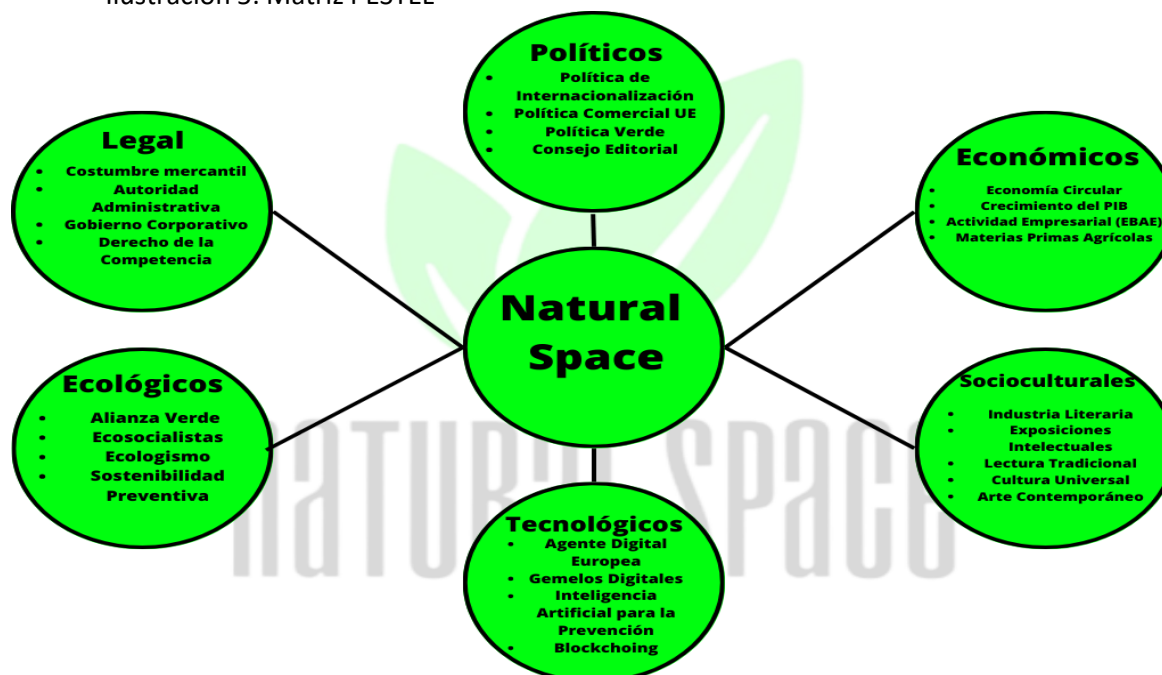 Ilustración 5: Matriz PESTEL
Políticos
• Política de
Internacionalización
• Política Comercial UE
• Política Verde
• Consejo Editorial
Legal
• Costumbre mercantil
• Autoridad
Administrativa
• Gobierno Corporativo
• Derecho de la
Competencia
Económicos
• Economía Circular
• Crecimiento del PIB
• Actividad Empresarial (EBAE)
• Materias Primas Agrícolas
Natural
Space
Ecológicos
• Alianza Verde
• Ecosocialistas
• Ecologismo
• Sostenibilidad
Preventiva
Socioculturales
• Industria Literaria
• Exposiciones
Intelectuales
• Lectura Tradicional
• Cultura Universal
• Arte Contemporáneo
Tecnológicos
• Agente Digital
Europea
• Gemelos Digitales
• Inteligencia
Artificial para la
Prevención
• Blockchoing
NaTURal SPace